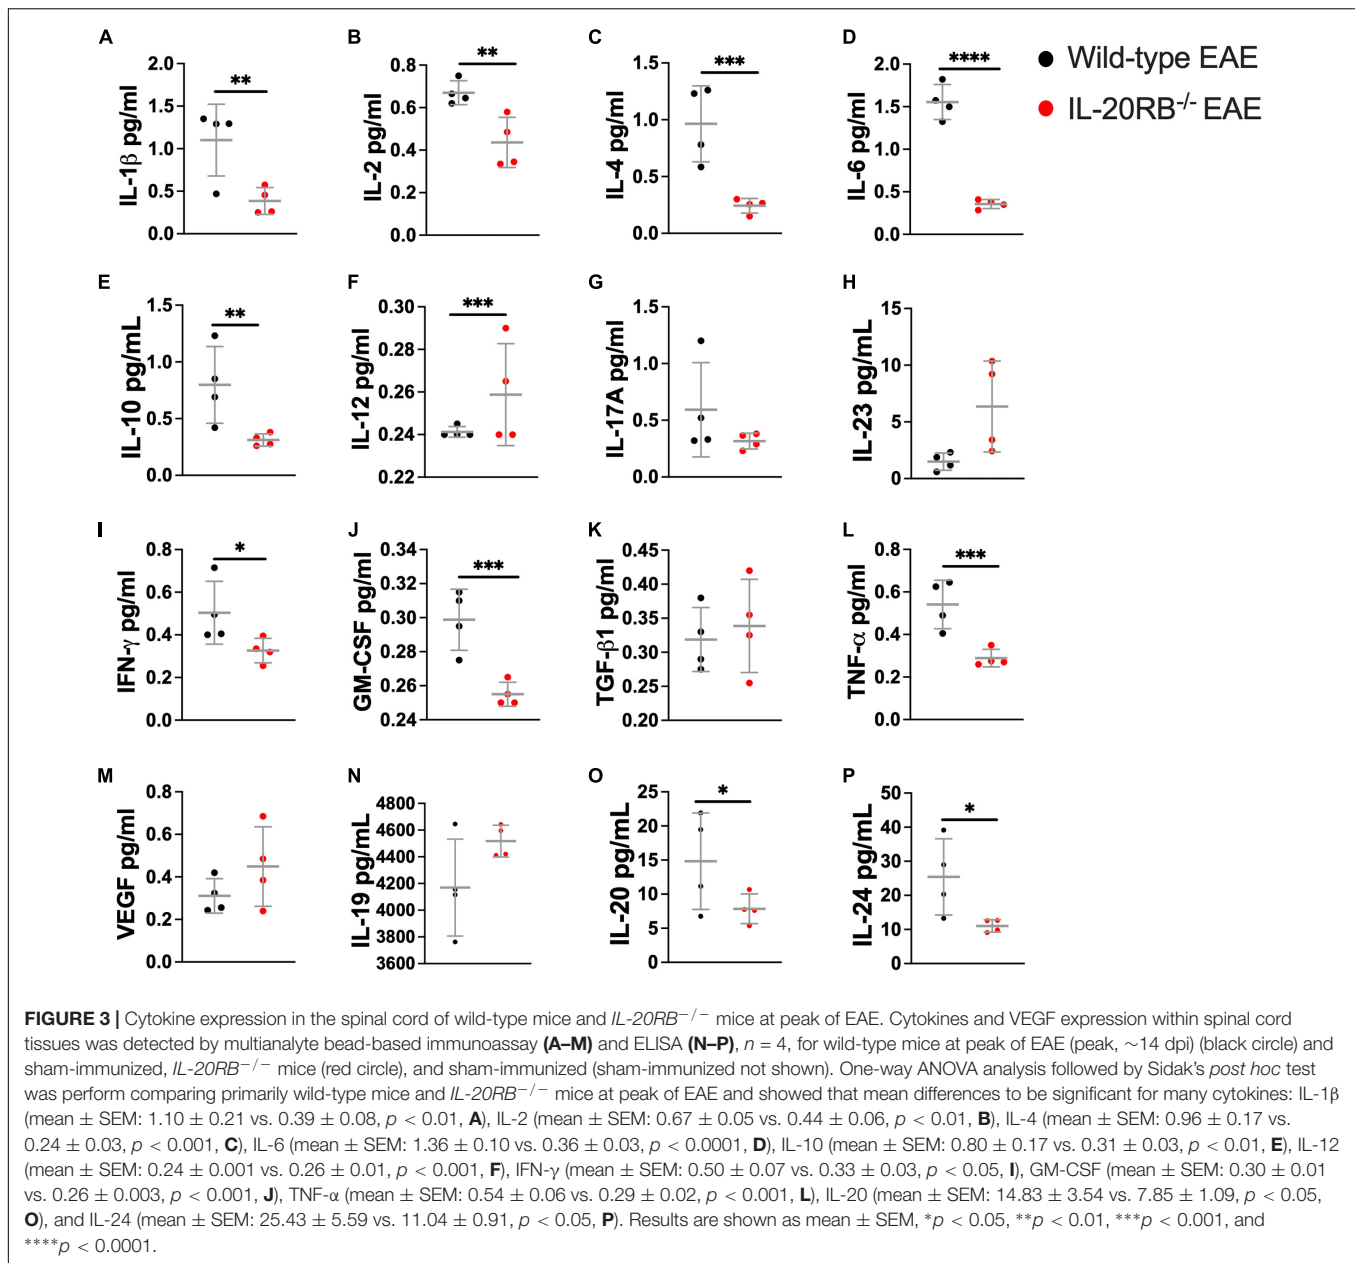 A
B
C
D
Wild-type EAE
IL-20RB-/- EAE
IL-1β pg/ml
2.0
1.5
1.0
0.5
0.0
**
IL-2 pg/ml
0.8
0.6
0.4
0.2
0.0
**
IL-4 pg/ml
1.5
1.0
0.5
0.0
***
IL-6 pg/ml
2.0
1.5
1.0
0.5
0.0
****
E
F
G
H
IL-10 pg/mL
1.5
1.0
0.5
0.0
**
IL-12 pg/ml
0.30
0.28
0.26
0.24
0.22
***
IL-17A pg/ml
1.5
1.0
0.5
0.0
IL-23 pg/mL
15
10
5
0
I
J
K
L
IFN-γ pg/ml
0.8
0.6
0.4
0.2
0.0
*
GM-CSF pg/ml
0.34
0.32
0.30
0.28
0.26
0.24
***
TGF-β1 pg/ml
0.45
0.40
0.35
0.30
0.25
0.20
TNF-α pg/ml
0.8
0.6
0.4
0.2
0.0
***
M
N
O
P
VEGF pg/ml
0.8
0.6
0.4
0.2
0.0
IL-19 pg/mL
4800
4600
4400
4200
4000
3800
3600
IL-20 pg/mL
25
20
15
10
5
0
*
IL-24 pg/mL
50
40
30
20
10
0
*
FIGURE 3 | Cytokine expression in the spinal cord of wild-type mice and IL-20RB−/− mice at peak of EAE. Cytokines and VEGF expression within spinal cord
tissues was detected by multianalyte bead-based immunoassay (A–M) and ELISA (N–P), n = 4, for wild-type mice at peak of EAE (peak, ∼14 dpi) (black circle) and
sham-immunized, IL-20RB−/− mice (red circle), and sham-immunized (sham-immunized not shown). One-way ANOVA analysis followed by Sidak's post hoc test
was perform comparing primarily wild-type mice and IL-20RB−/− mice at peak of EAE and showed that mean differences to be significant for many cytokines: IL-1β
(mean ± SEM: 1.10 ± 0.21 vs. 0.39 ± 0.08, p < 0.01, A), IL-2 (mean ± SEM: 0.67 ± 0.05 vs. 0.44 ± 0.06, p < 0.01, B), IL-4 (mean ± SEM: 0.96 ± 0.17 vs.
0.24 ± 0.03, p < 0.001, C), IL-6 (mean ± SEM: 1.36 ± 0.10 vs. 0.36 ± 0.03, p < 0.0001, D), IL-10 (mean ± SEM: 0.80 ± 0.17 vs. 0.31 ± 0.03, p < 0.01, E), IL-12
(mean ± SEM: 0.24 ± 0.001 vs. 0.26 ± 0.01, p < 0.001, F), IFN-γ (mean ± SEM: 0.50 ± 0.07 vs. 0.33 ± 0.03, p < 0.05, I), GM-CSF (mean ± SEM: 0.30 ± 0.01
vs. 0.26 ± 0.003, p < 0.001, J), TNF-α (mean ± SEM: 0.54 ± 0.06 vs. 0.29 ± 0.02, p < 0.001, L), IL-20 (mean ± SEM: 14.83 ± 3.54 vs. 7.85 ± 1.09, p < 0.05,
O), and IL-24 (mean ± SEM: 25.43 ± 5.59 vs. 11.04 ± 0.91, p < 0.05, P). Results are shown as mean ± SEM, *p < 0.05, **p < 0.01, ***p < 0.001, and
****p < 0.0001.